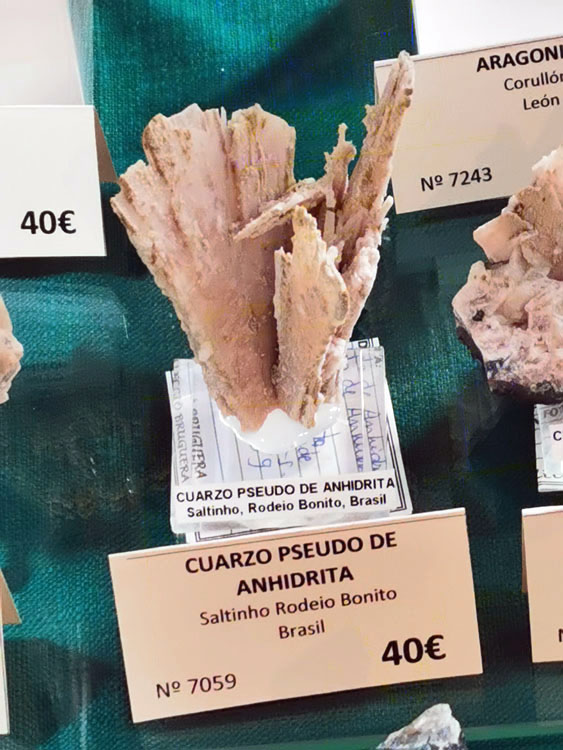 40€
ARAGONI
Corullón
León
Nº 7243
BRUGUERA
CUARZO PSEUDO DE ANHIDRITA
Saltinho, Rodeio Bonito, Brasil
CUARZO PSEUDO DE
ANHIDRITA
Saltinho Rodeio Bonito
Brasil
40€
Nº 7059